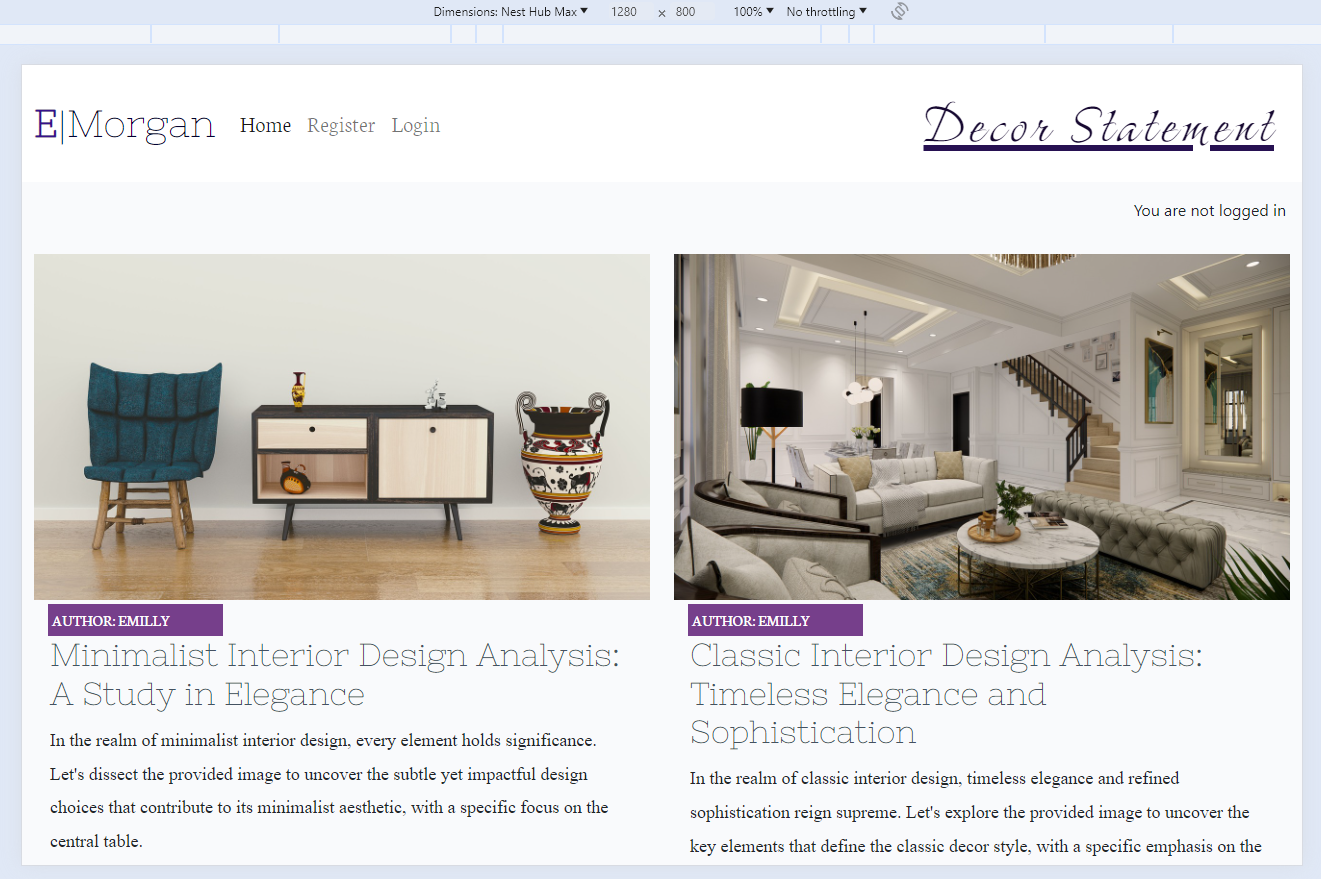 Dimensions: Nest Hub Max 1280 x 800 100% No throttling
E|Morgan Home Register Login Decor Statement
You are not logged in
AUTHOR: EMILLY
Minimalist Interior Design Analysis:
A Study in Elegance
In the realm of minimalist interior design, every element holds significance.
Let's dissect the provided image to uncover the subtle yet impactful design
choices that contribute to its minimalist aesthetic, with a specific focus on the
central table.
AUTHOR: EMILLY
Classic Interior Design Analysis:
Timeless Elegance and
Sophistication
In the realm of classic interior design, timeless elegance and refined
sophistication reign supreme. Let's explore the provided image to uncover the
key elements that define the classic decor style, with a specific emphasis on the